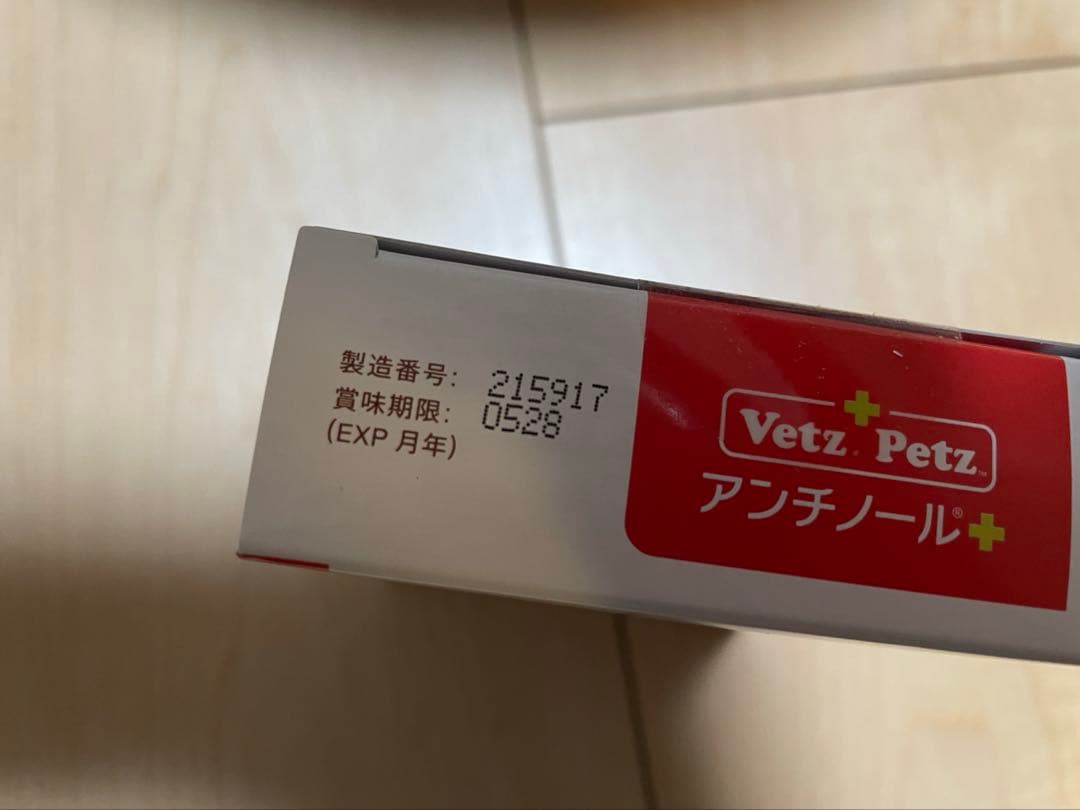 製造番号: 215917
賞味期限: 0528
(EXP 月年)
Vetz Petz™
アンチノール®+